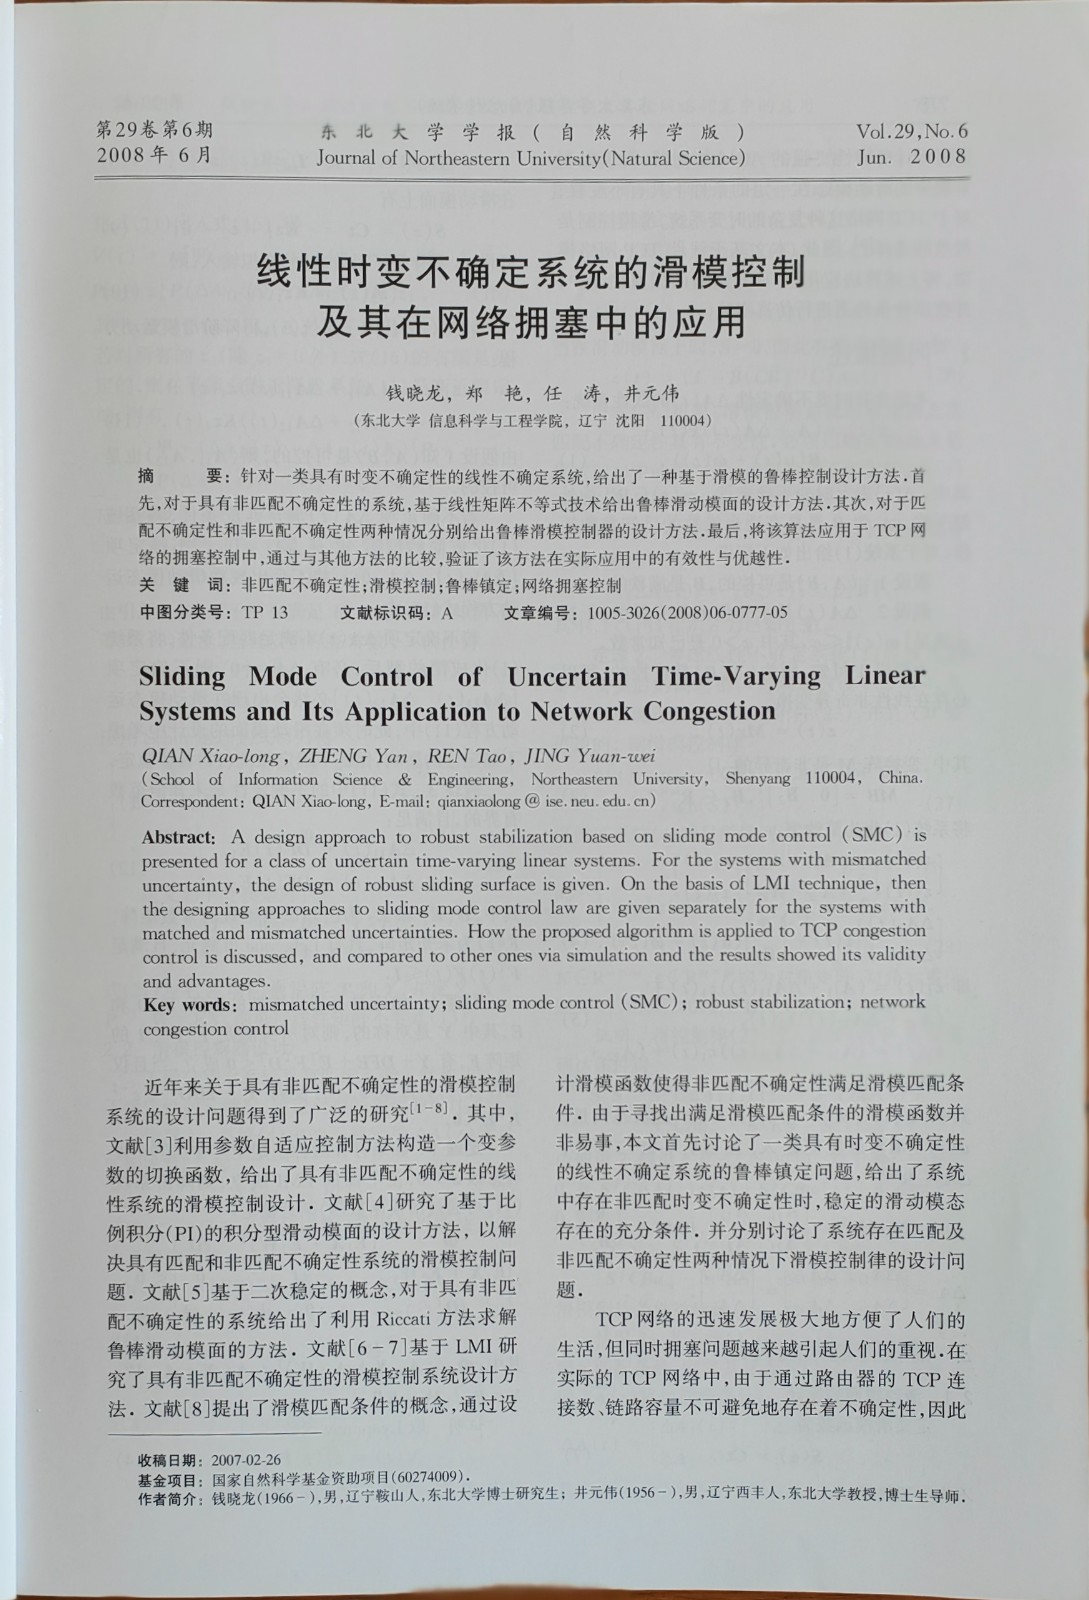 第29卷第6期
2008年6月
东北大学学报(自然科学版)
Journal of Northeastern University(Natural Science)
Vol.29,No.6
Jun. 2008
线性时变不确定系统的滑模控制
及其在网络拥塞中的应用
钱晓龙, 郑 艳, 任 涛, 井元伟
(东北大学 信息科学与工程学院, 辽宁 沈阳 110004)
摘 要: 针对一类具有时变不确定性的线性不确定系统,给出了一种基于滑模的鲁棒控制设计方法.首
先,对于具有非匹配不确定性的系统,基于线性矩阵不等式技术给出鲁棒滑动模面的设计方法.其次,对于匹
配不确定性和非匹配不确定性两种情况分别给出鲁棒滑模控制器的设计方法.最后,将该算法应用于 TCP 网
络的拥塞控制中,通过与其他方法的比较,验证了该方法在实际应用中的有效性与优越性.
关 键 词: 非匹配不确定性;滑模控制;鲁棒镇定;网络拥塞控制
中图分类号: TP 13 文献标识码: A 文章编号: 1005-3026(2008)06-0777-05
Sliding Mode Control of Uncertain Time-Varying Linear
Systems and Its Application to Network Congestion
QIAN Xiao-long, ZHENG Yan, REN Tao, JING Yuan-wei
(School of Information Science & Engineering, Northeastern University, Shenyang 110004, China.
Correspondent: QIAN Xiao-long, E-mail: qianxiaolong @ ise. neu. edu. cn)
Abstract: A design approach to robust stabilization based on sliding mode control (SMC) is
presented for a class of uncertain time-varying linear systems. For the systems with mismatched
uncertainty, the design of robust sliding surface is given. On the basis of LMI technique, then
the designing approaches to sliding mode control law are given separately for the systems with
matched and mismatched uncertainties. How the proposed algorithm is applied to TCP congestion
control is discussed, and compared to other ones via simulation and the results showed its validity
and advantages.
Key words: mismatched uncertainty; sliding mode control (SMC); robust stabilization; network
congestion control
近年来关于具有非匹配不确定性的滑模控制
系统的设计问题得到了广泛的研究[1-8]. 其中,
文献[3]利用参数自适应控制方法构造一个变参
数的切换函数, 给出了具有非匹配不确定性的线
性系统的滑模控制设计. 文献[4]研究了基于比
例积分(PI)的积分型滑动模面的设计方法, 以解
决具有匹配和非匹配不确定性系统的滑模控制问
题. 文献[5]基于二次稳定的概念,对于具有非匹
配不确定性的系统给出了利用 Riccati 方法求解
鲁棒滑动模面的方法. 文献[6-7]基于 LMI 研
究了具有非匹配不确定性的滑模控制系统设计方
法. 文献[8]提出了滑模匹配条件的概念,通过设
计滑模函数使得非匹配不确定性满足滑模匹配条
件. 由于寻找出满足滑模匹配条件的滑模函数并
非易事,本文首先讨论了一类具有时变不确定性
的线性不确定系统的鲁棒镇定问题,给出了系统
中存在非匹配时变不确定性时,稳定的滑动模态
存在的充分条件. 并分别讨论了系统存在匹配及
非匹配不确定性两种情况下滑模控制律的设计问
题.
TCP网络的迅速发展极大地方便了人们的
生活,但同时拥塞问题越来越引起人们的重视.在
实际的 TCP 网络中,由于通过路由器的 TCP 连
接数、链路容量不可避免地存在着不确定性,因此
收稿日期: 2007-02-26
基金项目: 国家自然科学基金资助项目(60274009).
作者简介: 钱晓龙(1966-),男,辽宁鞍山人,东北大学博士研究生; 井元伟(1956-),男,辽宁西丰人,东北大学教授,博士生导师.